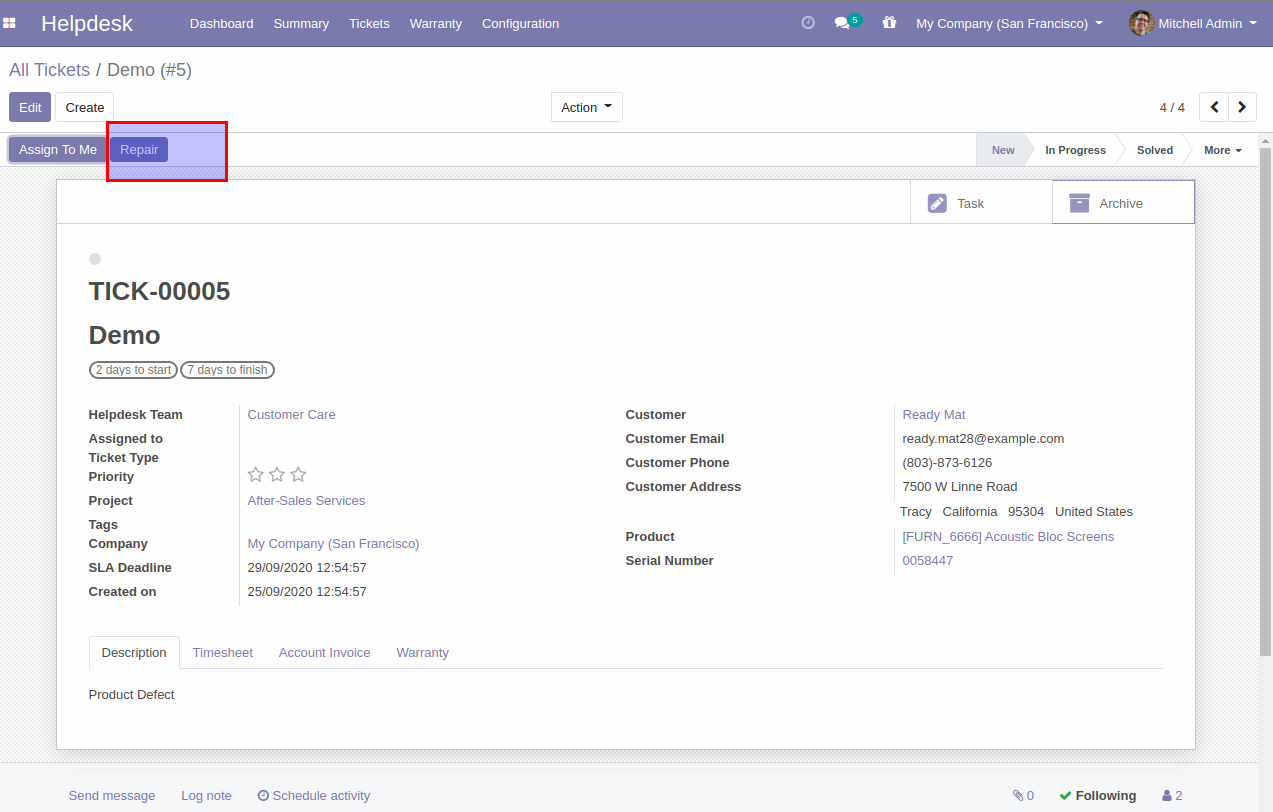 Helpdesk Dashboard Summary Tickets Warranty Configuration 5 My Company (San Francisco) Mitchell Admin
All Tickets / Demo (#5)
Edit Create Action 4 / 4
Assign To Me Repair New In Progress Solved More
Task Archive
TICK-00005
Demo
2 days to start 7 days to finish
Helpdesk Team Customer Care Customer Ready Mat
Assigned to Customer Email ready.mat28@example.com
Ticket Type
Priority Customer Phone (803)-873-6126
Project After-Sales Services Customer Address 7500 W Linne Road
Tags Tracy California 95304 United States
Company My Company (San Francisco) Product [FURN_6666] Acoustic Bloc Screens
SLA Deadline 29/09/2020 12:54:57 Serial Number 0058447
Created on 25/09/2020 12:54:57
Description Timesheet Account Invoice Warranty
Product Defect
Send message Log note Schedule activity 0 Following 2